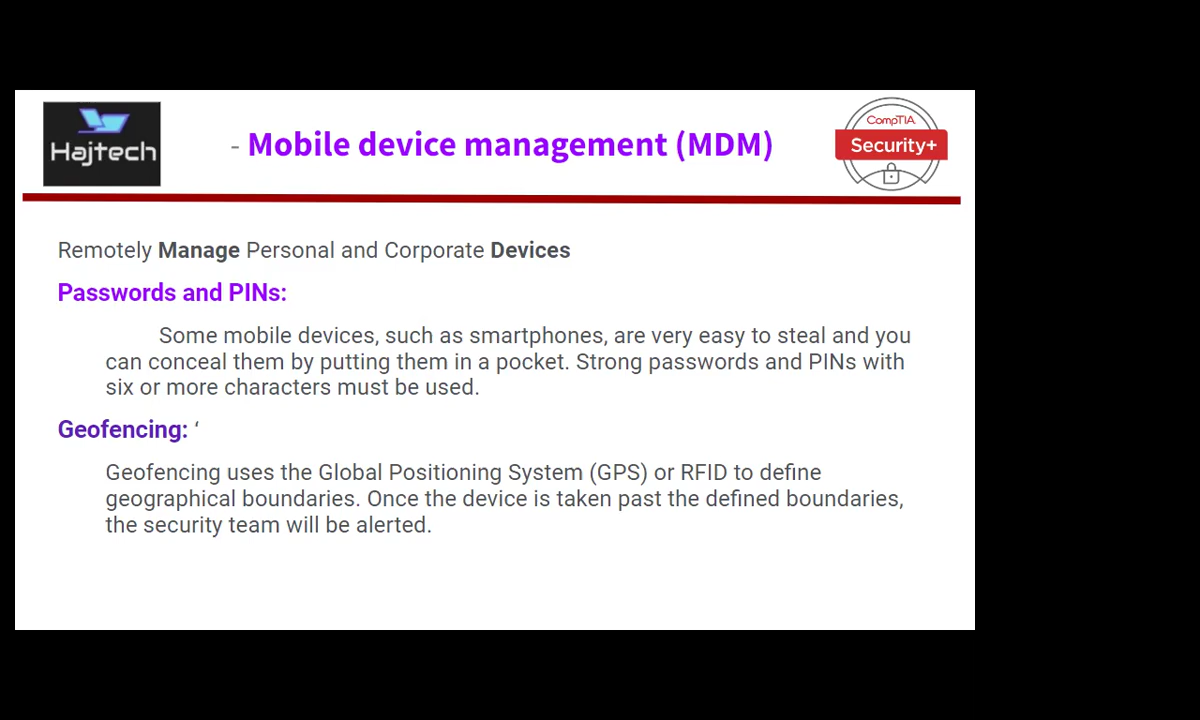 Hajtech
- Mobile device management (MDM)
CompTIA
Security+
Remotely Manage Personal and Corporate Devices
Passwords and PINs:
Some mobile devices, such as smartphones, are very easy to steal and you
can conceal them by putting them in a pocket. Strong passwords and PINs with
six or more characters must be used.
Geofencing: ‘
Geofencing uses the Global Positioning System (GPS) or RFID to define
geographical boundaries. Once the device is taken past the defined boundaries,
the security team will be alerted.